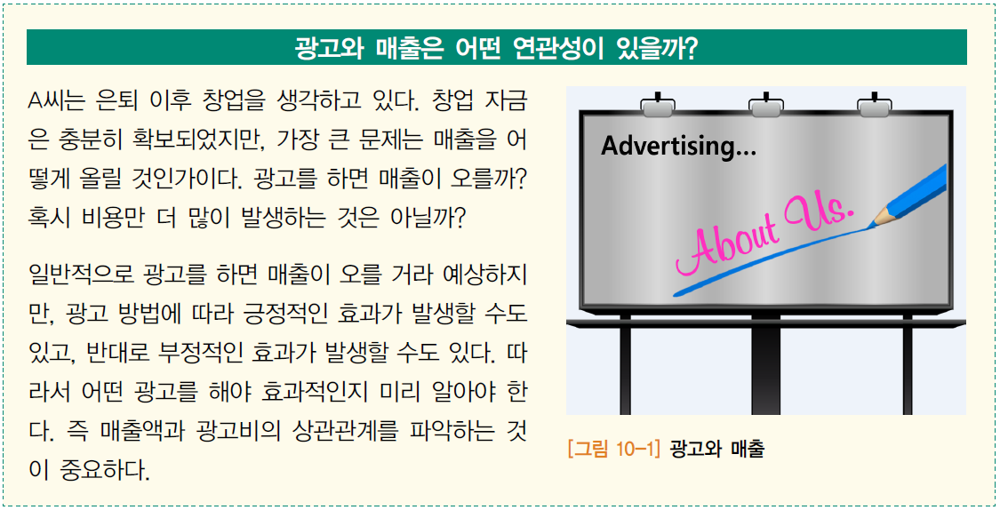 광고와 매출은 어떤 연관성이 있을까?
A씨는 은퇴 이후 창업을 생각하고 있다. 창업 자금
은 충분히 확보되었지만, 가장 큰 문제는 매출을 어
떻게 올릴 것인가이다. 광고를 하면 매출이 오를까?
혹시 비용만 더 많이 발생하는 것은 아닐까?
일반적으로 광고를 하면 매출이 오를 거라 예상하지
만, 광고 방법에 따라 긍정적인 효과가 발생할 수도
있고, 반대로 부정적인 효과가 발생할 수도 있다. 따
라서 어떤 광고를 해야 효과적인지 미리 알아야 한
다. 즉 매출액과 광고비의 상관관계를 파악하는 것
이 중요하다.
Advertising...
About Us.
[그림 10-1] 광고와 매출